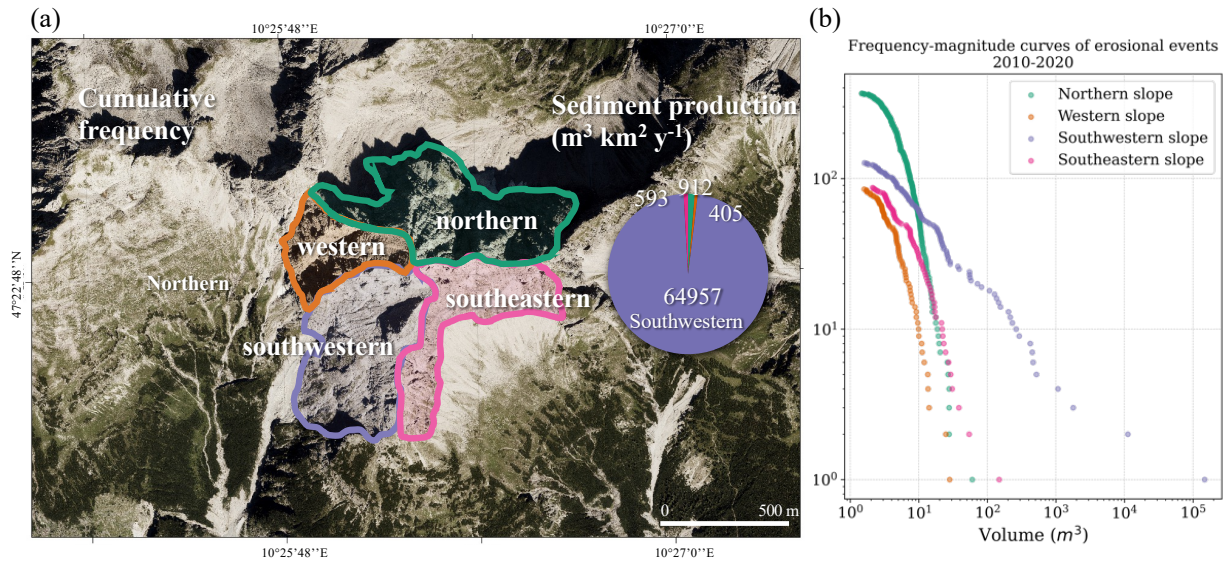 (a)
10°25'48''E
10°27'0''E
Cumulative
frequency
Sediment production
(m³ km² y⁻¹)
593
912
405
northern
western
Northern
southeastern
64957
Southwestern
southwestern
47°22'48''N
0
500 m
10°25'48''E
10°27'0''E
(b)
Frequency-magnitude curves of erosional events
2010-2020
Northern slope
Western slope
Southwestern slope
Southeastern slope
10²
10¹
10⁰
10⁰
10¹
10²
10³
10⁴
10⁵
Volume (m³)